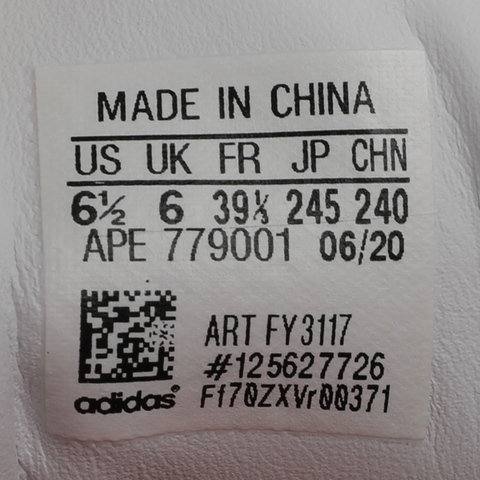 MADE IN CHINA
US UK FR JP CHN
6½ 6 39⅓ 245 240
APE 779001 06/20
ART FY3117
#125627726
F170ZXVr00371
adidas®